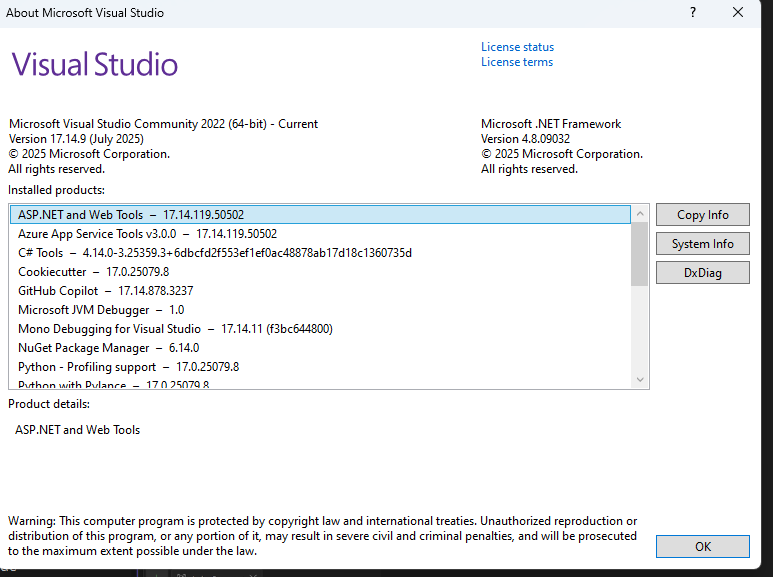 About Microsoft Visual Studio
?
Visual Studio
License status
License terms
Microsoft Visual Studio Community 2022 (64-bit) - Current
Version 17.14.9 (July 2025)
© 2025 Microsoft Corporation.
All rights reserved.
Microsoft .NET Framework
Version 4.8.09032
© 2025 Microsoft Corporation.
All rights reserved.
Installed products:
ASP.NET and Web Tools – 17.14.119.50502
Azure App Service Tools v3.0.0 – 17.14.119.50502
C# Tools – 4.14.0-3.25359.3+6dbcfd2f553ef1ef0ac48878ab17d18c1360735d
Cookiecutter – 17.0.25079.8
GitHub Copilot – 17.14.878.3237
Microsoft JVM Debugger – 1.0
Mono Debugging for Visual Studio – 17.14.11 (f3bc644800)
NuGet Package Manager – 6.14.0
Python - Profiling support – 17.0.25079.8
Python with Pylance – 17.0.25079.8
Copy Info
System Info
DxDiag
Product details:
ASP.NET and Web Tools
Warning: This computer program is protected by copyright law and international treaties. Unauthorized reproduction or
distribution of this program, or any portion of it, may result in severe civil and criminal penalties, and will be prosecuted
to the maximum extent possible under the law.
OK